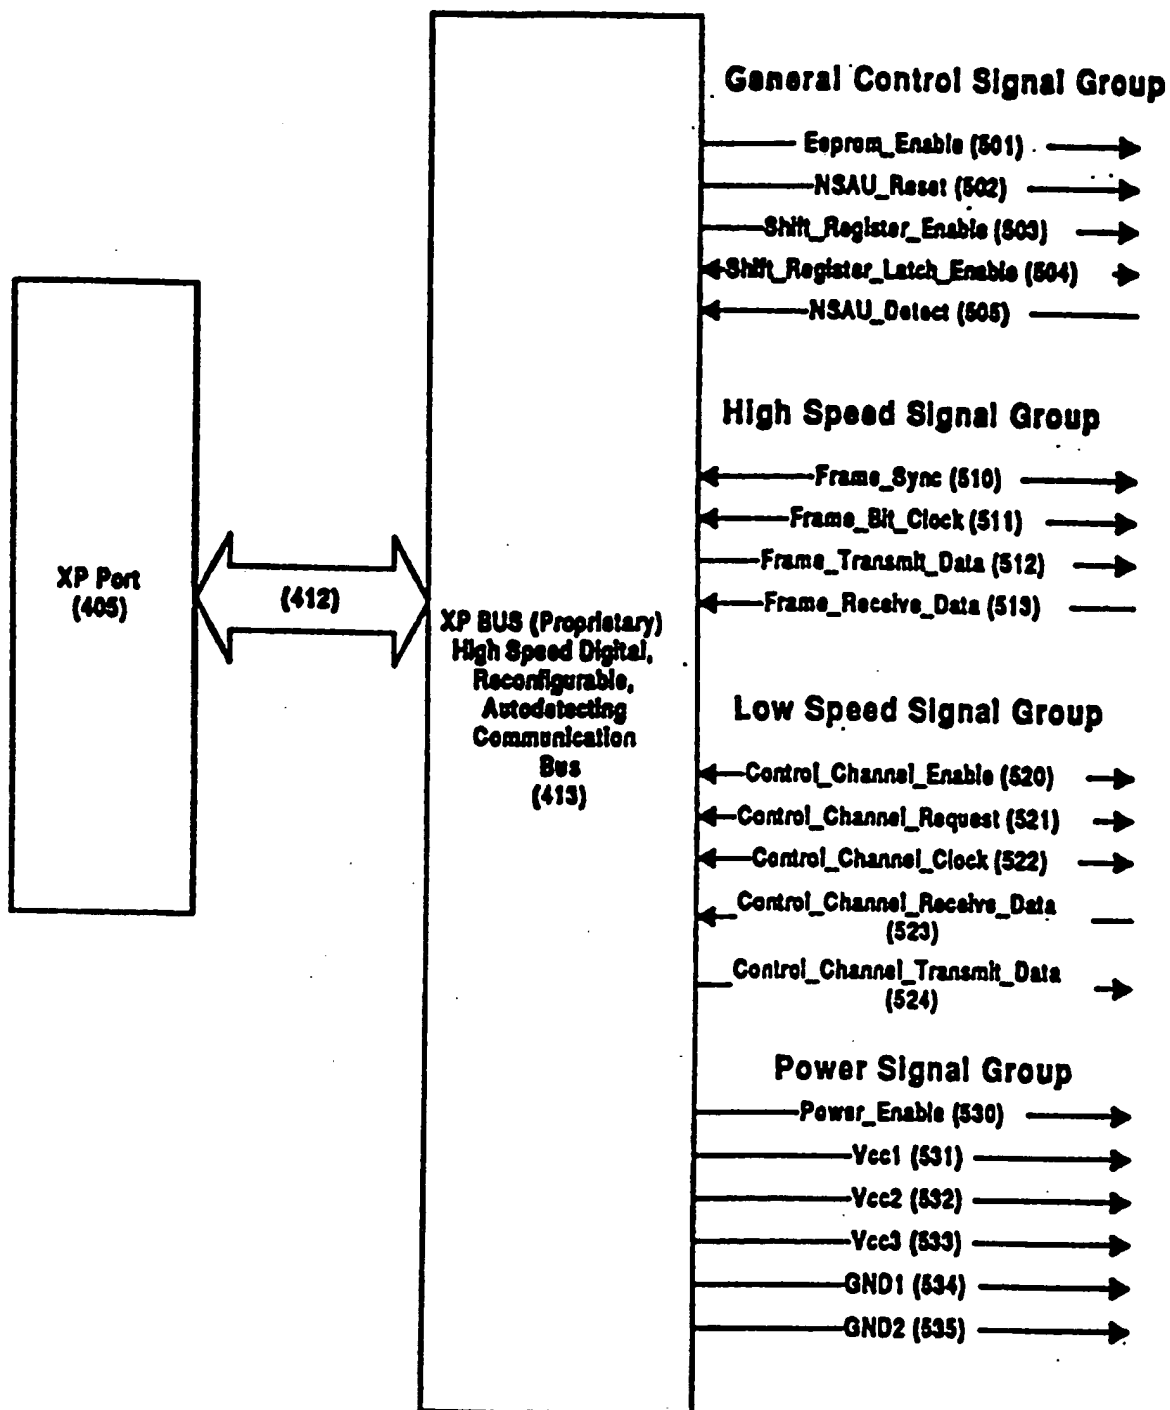 General Control Signal Group
Eeprom_Enable (501)
NSAU_Reset (502)
Shift_Register_Enable (503)
Shift_Register_Latch_Enable (504)
NSAU_Detect (505)
High Speed Signal Group
Frame_Sync (510)
Frame_Bit_Clock (511)
Frame_Transmit_Data (512)
Frame_Receive_Data (513)
XP Port
(405)
(412)
XP BUS (Proprietary)
High Speed Digital,
Reconfigurable,
Autodetecting
Communication
Bus
(413)
Low Speed Signal Group
Control_Channel_Enable (520)
Control_Channel_Request (521)
Control_Channel_Clock (522)
Control_Channel_Receive_Data
(523)
Control_Channel_Transmit_Data
(524)
Power Signal Group
Power_Enable (530)
Vcc1 (531)
Vcc2 (532)
Vcc3 (533)
GND1 (534)
GND2 (535)